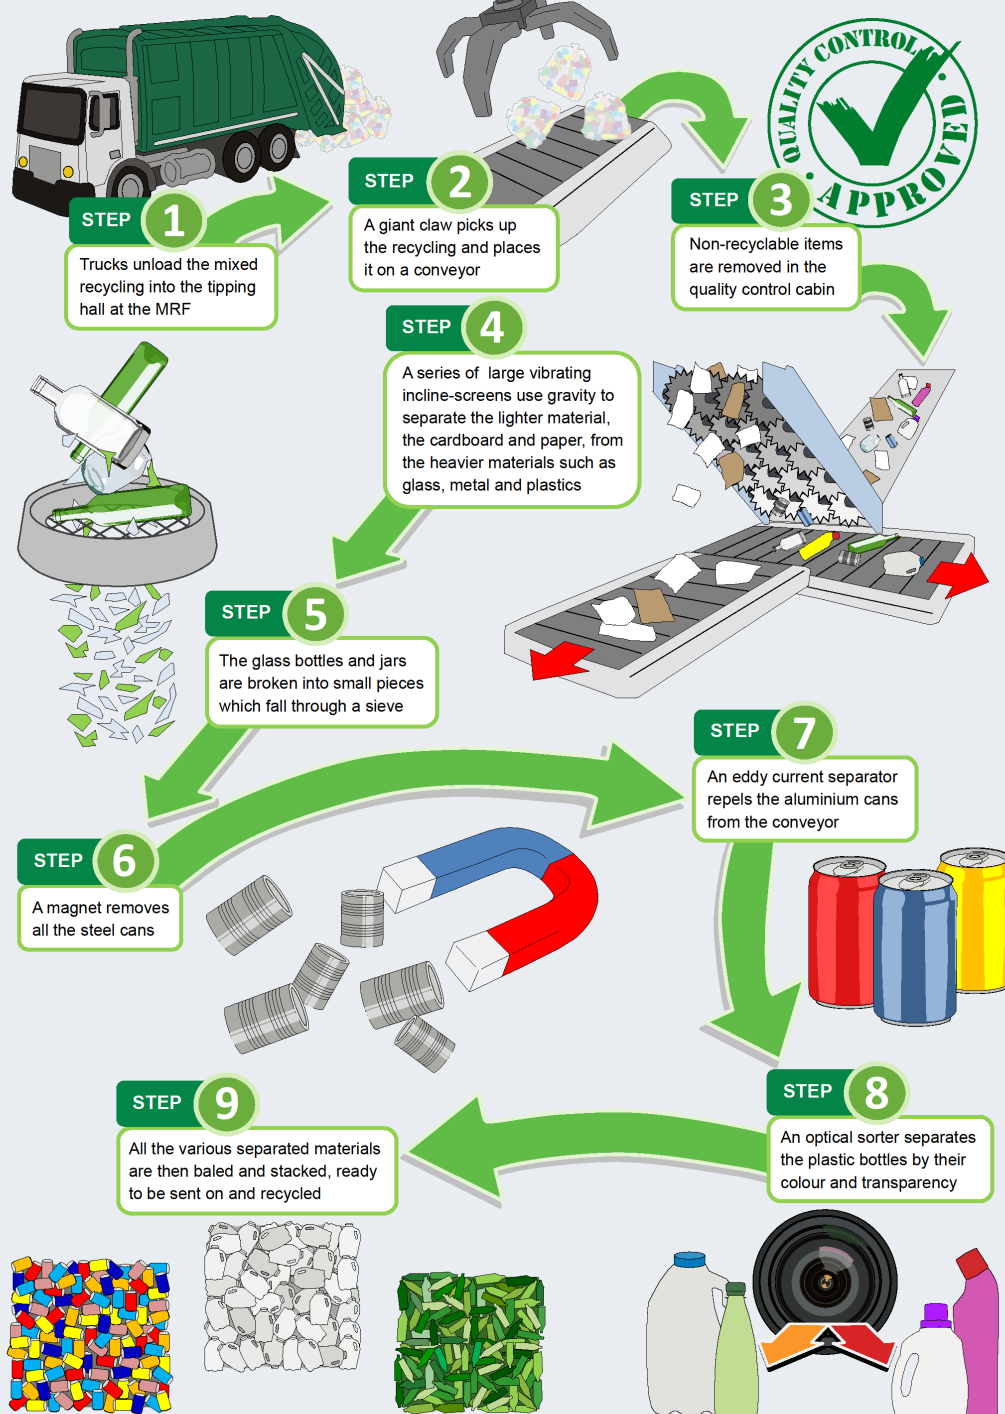 QUALITY CONTROL
APPROVED
STEP 1
Trucks unload the mixed
recycling into the tipping
hall at the MRF
STEP 2
A giant claw picks up
the recycling and places
it on a conveyor
STEP 3
Non-recyclable items
are removed in the
quality control cabin
STEP 4
A series of large vibrating
incline-screens use gravity to
separate the lighter material,
the cardboard and paper, from
the heavier materials such as
glass, metal and plastics
STEP 5
The glass bottles and jars
are broken into small pieces
which fall through a sieve
STEP 6
A magnet removes
all the steel cans
STEP 7
An eddy current separator
repels the aluminium cans
from the conveyor
STEP 8
An optical sorter separates
the plastic bottles by their
colour and transparency
STEP 9
All the various separated materials
are then baled and stacked, ready
to be sent on and recycled